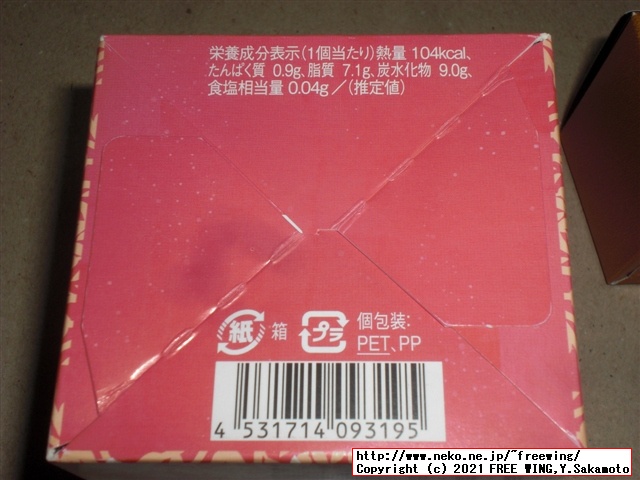 栄養成分表示(1個当たり)熱量 104kcal、
たんぱく質 0.9g、脂質 7.1g、炭水化物 9.0g、
食塩相当量 0.04g/(推定値)
紙 箱 プラ 個包装:
PET、PP
4 531714 093195
http://www.neko.ne.jp/~freewing/
Copyright (c) 2021 FREE WING,Y.Sakamoto